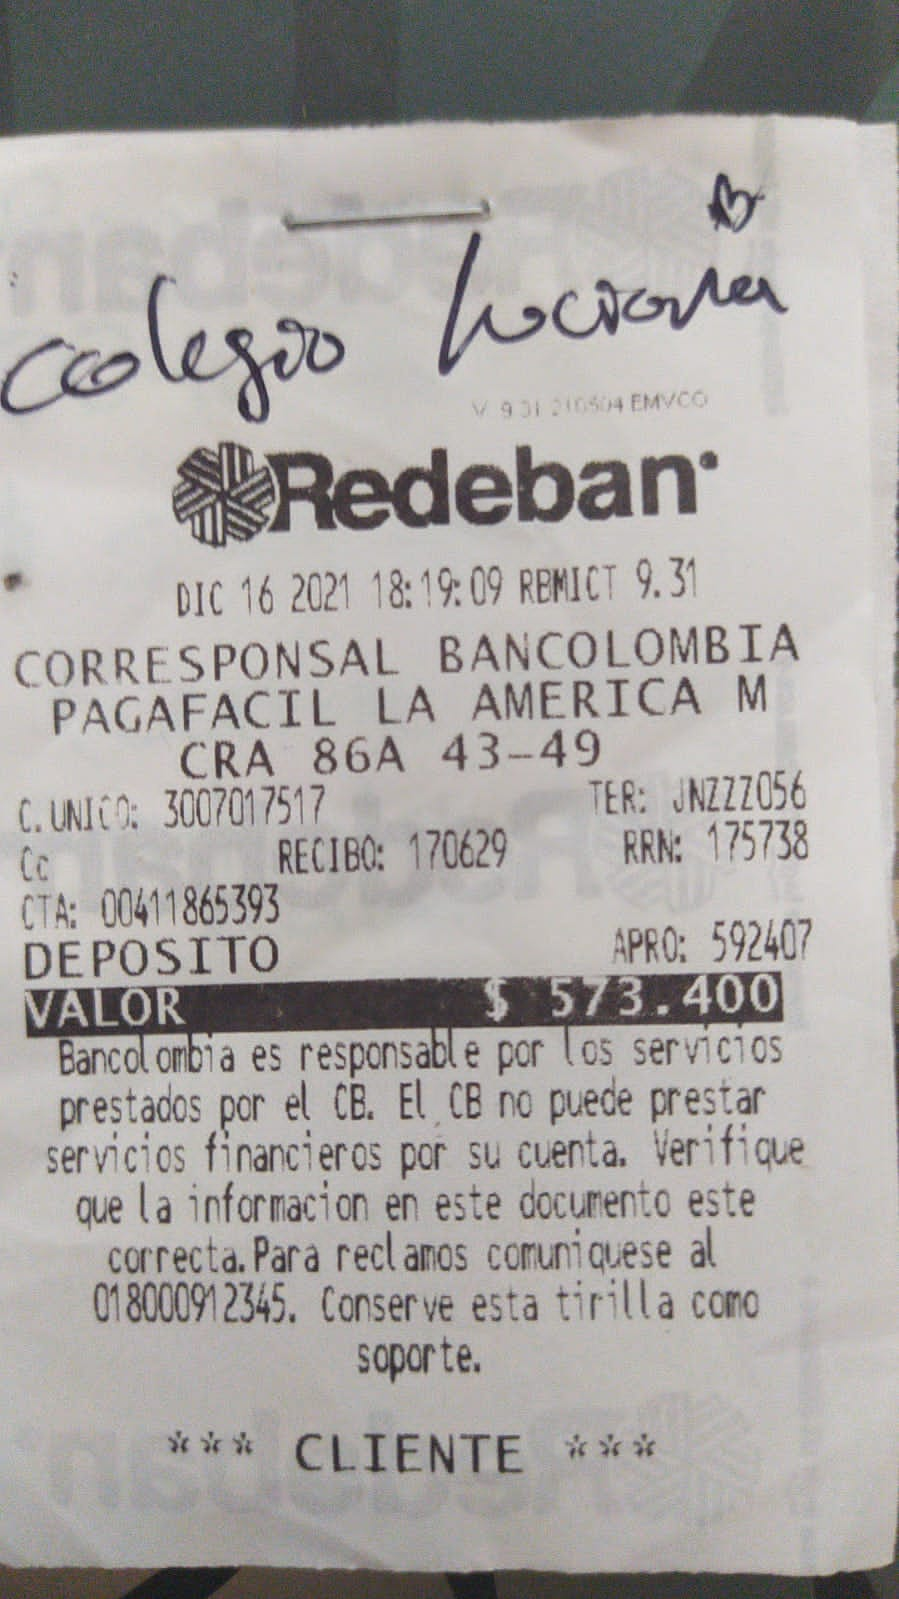 colegio Luciana
V. 9.31 210504 EMVCO
Redeban
DIC 16 2021 18:19:09 RBMICT 9.31
CORRESPONSAL BANCOLOMBIA
PAGAFACIL LA AMERICA M
CRA 86A 43-49
C. UNICO: 3007017517 TER: JNZZZ056
Cc RECIBO: 170629 RRN: 175738
CTA: 00411865393
DEPOSITO APRO: 592407
VALOR $ 573.400
Bancolombia es responsable por los servicios
prestados por el CB. El CB no puede prestar
servicios financieros por su cuenta. Verifique
que la informacion en este documento este
correcta.Para reclamos comuniquese al
018000912345. Conserve esta tirilla como
soporte.
*** CLIENTE ***